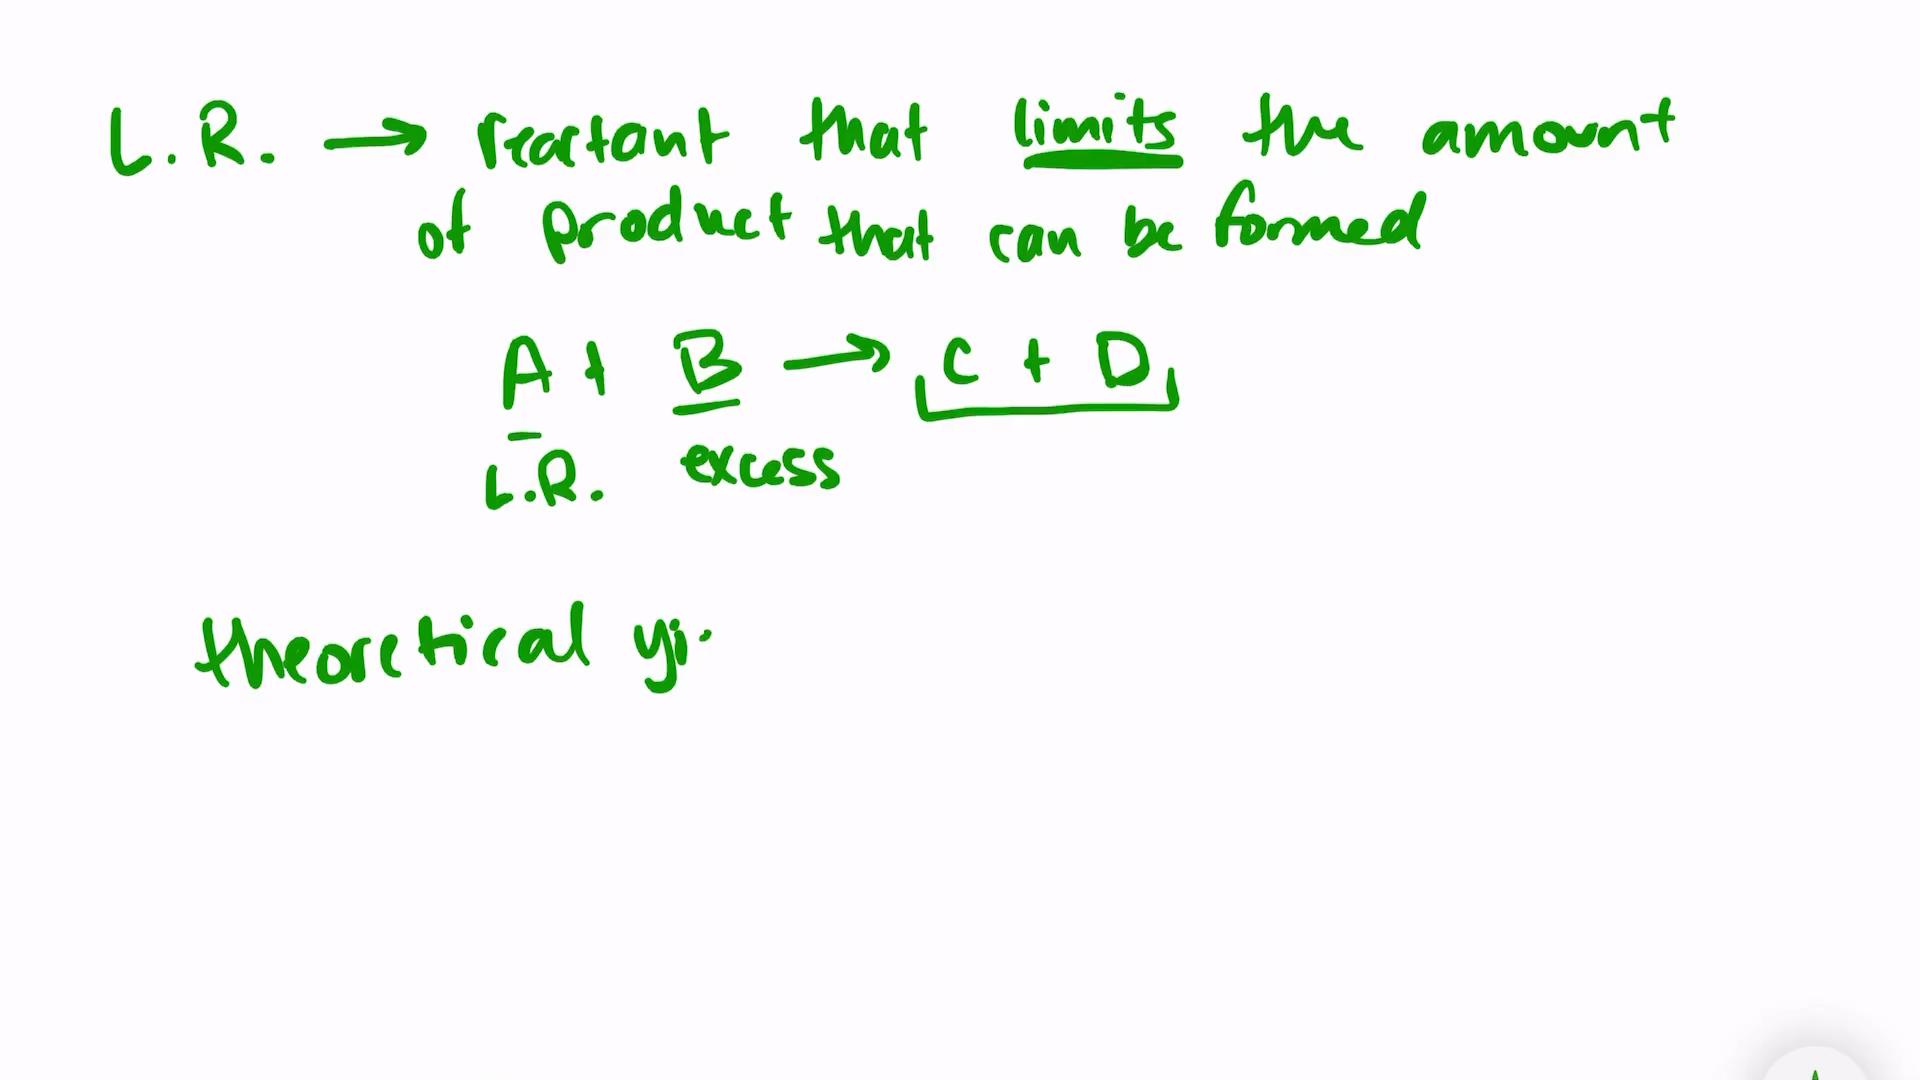 L.R. → reactant that limits the amount
of product that can be formed
A + B → C + D
L.R. excess
theoretical yi